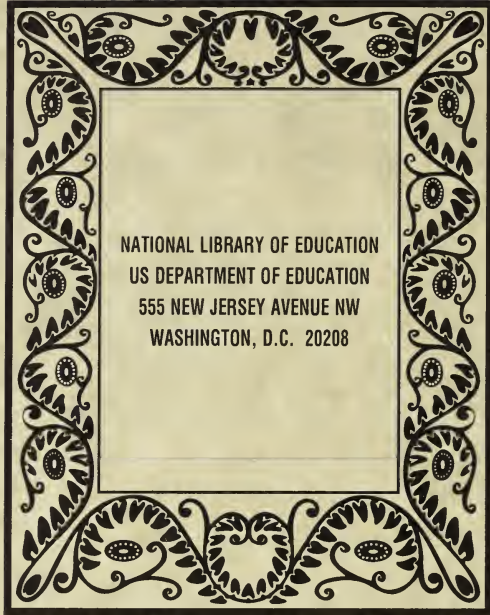 NATIONAL LIBRARY OF EDUCATION
US DEPARTMENT OF EDUCATION
555 NEW JERSEY AVENUE NW
WASHINGTON, D.C. 20208